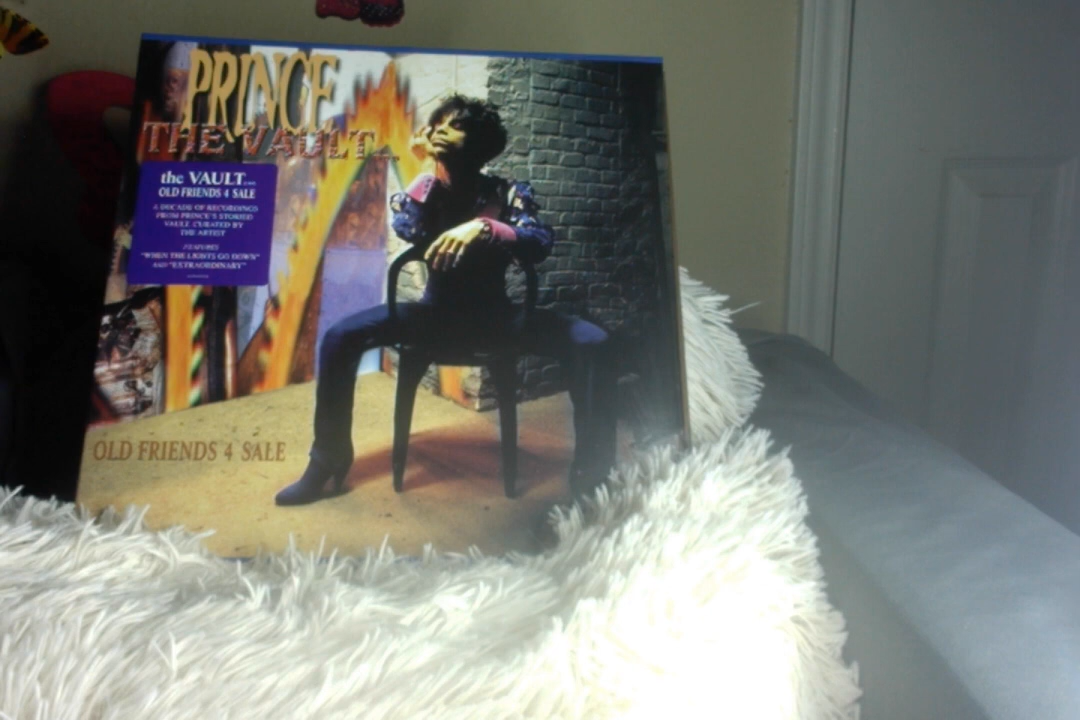 PRINCE
THE VAULT...
the VAULT
OLD FRIENDS 4 SALE
A DECADE OF RECORDINGS
FROM PRINCE'S STORIED
VAULT, CURATED BY
THE ARTIST
FEATURES
"WHEN THE LIGHTS GO DOWN"
AND "EXTRAORDINARY"
OLD FRIENDS 4 SALE